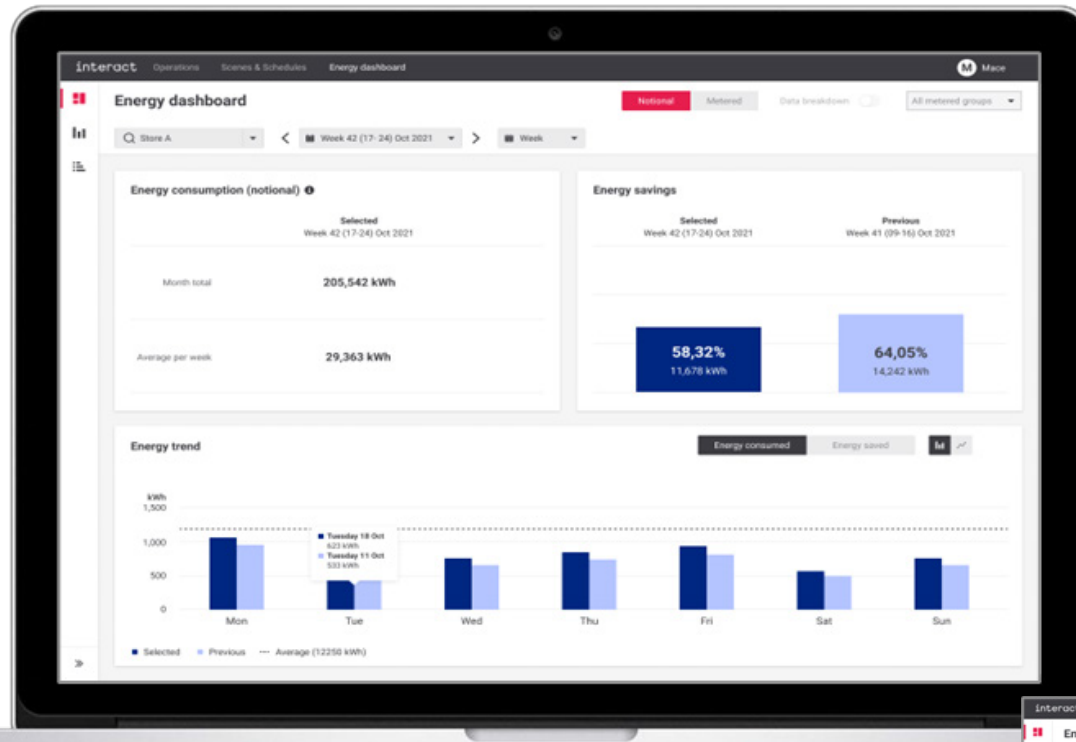 interact Operations Scenes & Schedules Energy dashboard M Mace
Energy dashboard Notional Metered Data breakdown All metered groups
Store A Week 42 (17- 24) Oct 2021 Week
Energy consumption (notional)
Selected
Week 42 (17-24) Oct 2021
Month total 205,542 kWh
Average per week 29,363 kWh
Energy savings
Selected Previous
Week 42 (17-24) Oct 2021 Week 41 (09-16) Oct 2021
58,32% 64,05%
11,678 kWh 14,242 kWh
Energy trend Energy consumed Energy saved
kWh
1,500
1,000
500
0
Tuesday 18 Oct
623 kWh
Tuesday 11 Oct
533 kWh
Mon Tue Wed Thu Fri Sat Sun
Selected Previous Average (12250 kWh)
interact
En